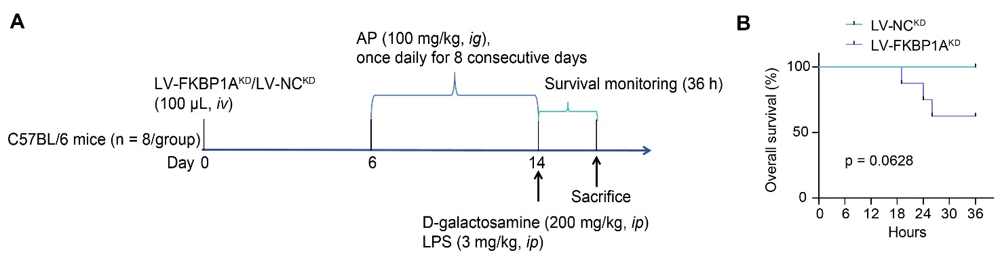 A
AP (100 mg/kg, ig),
once daily for 8 consecutive days
LV-FKBP1AKD/LV-NCKD
(100 μL, iv)
Survival monitoring (36 h)
C57BL/6 mice (n = 8/group)
Day 0 6 14
Sacrifice
D-galactosamine (200 mg/kg, ip)
LPS (3 mg/kg, ip)
B
LV-NCKD
LV-FKBP1AKD
Overall survival (%)
100
50
0
p = 0.0628
0 6 12 18 24 30 36
Hours